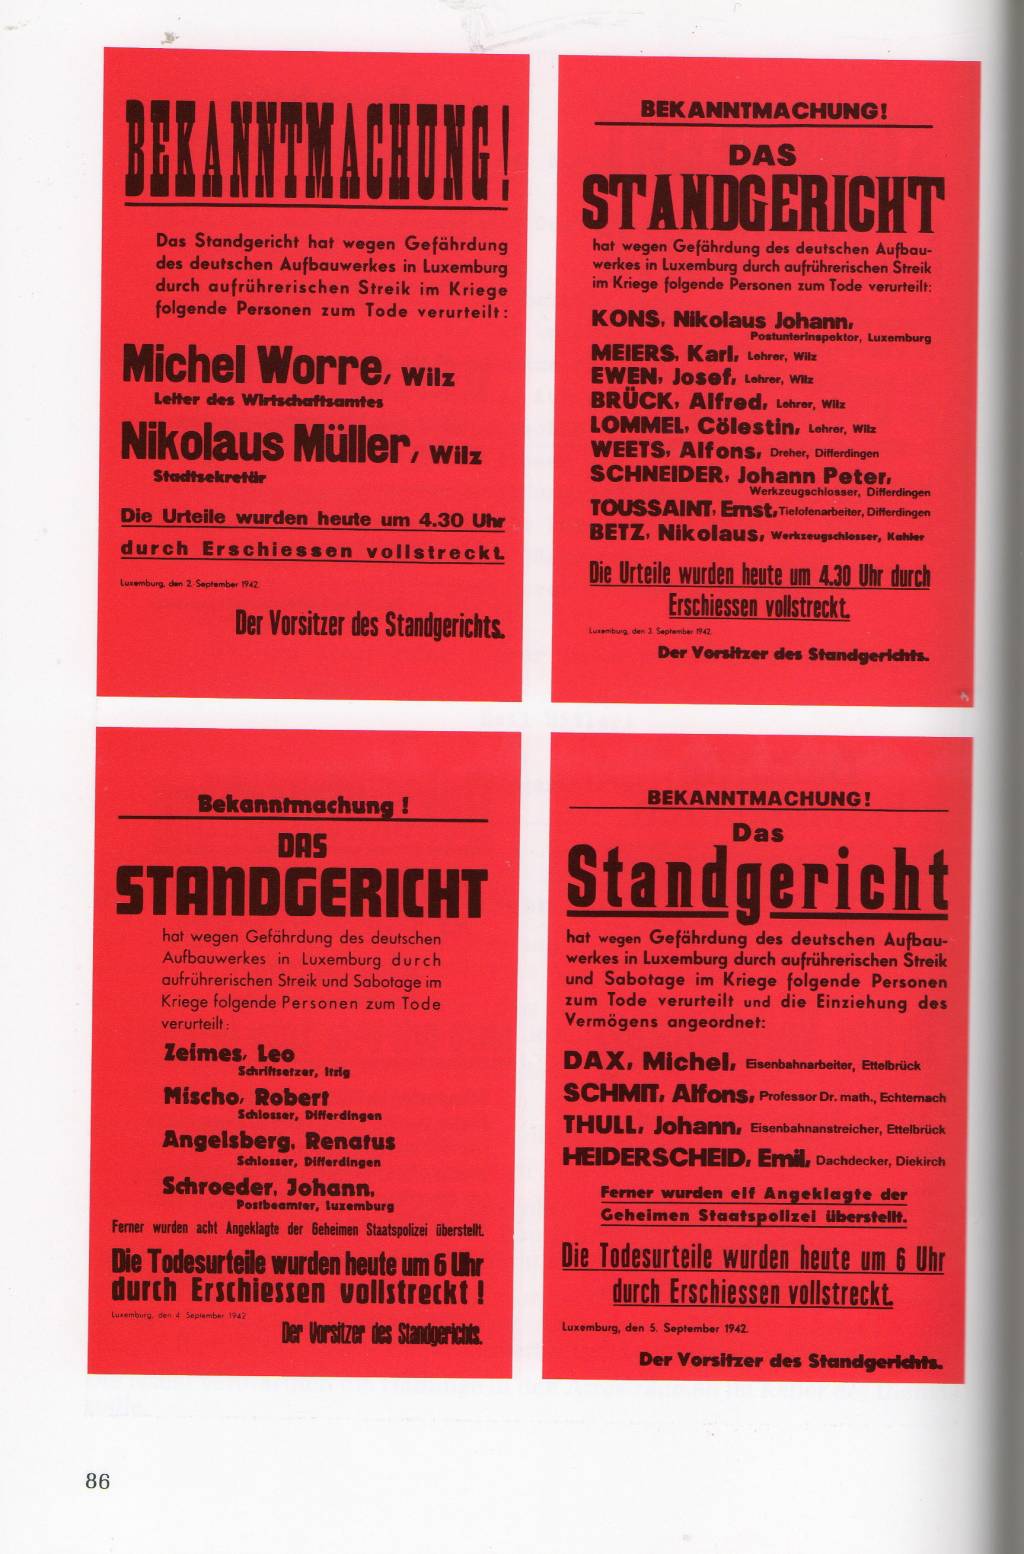 BEKANNTMACHUNG!
Das Standgericht hat wegen Gefährdung
des deutschen Aufbauwerkes in Luxemburg
durch aufrührerischen Streik im Kriege
folgende Personen zum Tode verurteilt:
Michel Worre, Wilz
Leiter des Wirtschaftsamtes
Nikolaus Müller, Wilz
Stadtsekretär
Die Urteile wurden heute um 4.30 Uhr
durch Erschiessen vollstreckt.
Luxemburg, den 2. September 1942.
Der Vorsitzer des Standgerichts.
BEKANNTMACHUNG!
DAS
STANDGERICHT
hat wegen Gefährdung des deutschen Aufbau-
werkes in Luxemburg durch aufrührerischen Streik
im Kriege folgende Personen zum Tode verurteilt:
KONS, Nikolaus Johann,
Postunterinspektor, Luxemburg
MEIERS, Karl, Lehrer, Wilz
EWEN, Josef, Lehrer, Wilz
BRÜCK, Alfred, Lehrer, Wilz
LOMMEL, Cölestin, Lehrer, Wilz
WEETS, Alfons, Dreher, Differdingen
SCHNEIDER, Johann Peter,
Werkzeugschlosser, Differdingen
TOUSSAINT, Ernst, Tielofenarbeiter, Differdingen
BETZ, Nikolaus, Werkzeugschlosser, Kahler
Die Urteile wurden heute um 4.30 Uhr durch
Erschiessen vollstreckt.
Luxemburg, den 3. September 1942.
Der Vorsitzer des Standgerichts.
Bekanntmachung!
DAS
STANDGERICHT
hat wegen Gefährdung des deutschen
Aufbauwerkes in Luxemburg durch
aufrührerischen Streik und Sabotage im
Kriege folgende Personen zum Tode
verurteilt:
Zeimes, Leo
Schriftsetzer, Itzig
Mischo, Robert
Schlosser, Differdingen
Angelsberg, Renatus
Schlosser, Differdingen
Schroeder, Johann,
Postbeamter, Luxemburg
Ferner wurden acht Angeklagte der Geheimen Staatspolizei überstellt.
Die Todesurteile wurden heute um 6 Uhr
durch Erschiessen vollstreckt!
Luxemburg, den 4. September 1942
Der Vorsitzer des Standgerichts.
BEKANNTMACHUNG!
Das
Standgericht
hat wegen Gefährdung des deutschen Aufbau-
werkes in Luxemburg durch aufrührerischen Streik
und Sabotage im Kriege folgende Personen
zum Tode verurteilt und die Einziehung des
Vermögens angeordnet:
DAX, Michel, Eisenbahnarbeiter, Ettelbrück
SCHMIT, Alfons, Professor Dr. math., Echternach
THULL, Johann, Eisenbahnanstreicher, Ettelbrück
HEIDERSCHEID, Emil, Dachdecker, Diekirch
Ferner wurden elf Angeklagte der
Geheimen Staatspolizei überstellt.
Die Todesurteile wurden heute um 6 Uhr
durch Erschiessen vollstreckt.
Luxemburg, den 5. September 1942.
Der Vorsitzer des Standgerichts.
86